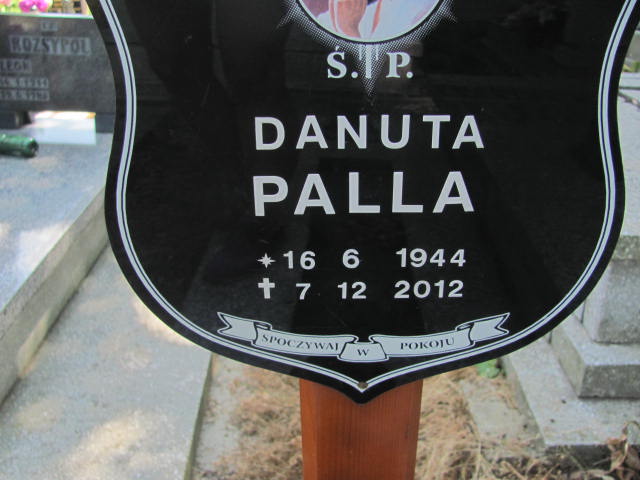 ROZSYPOL
Ś. P.
DANUTA
PALLA
* 16 6 1944
✝ 7 12 2012
SPOCZYWAJ W POKOJU